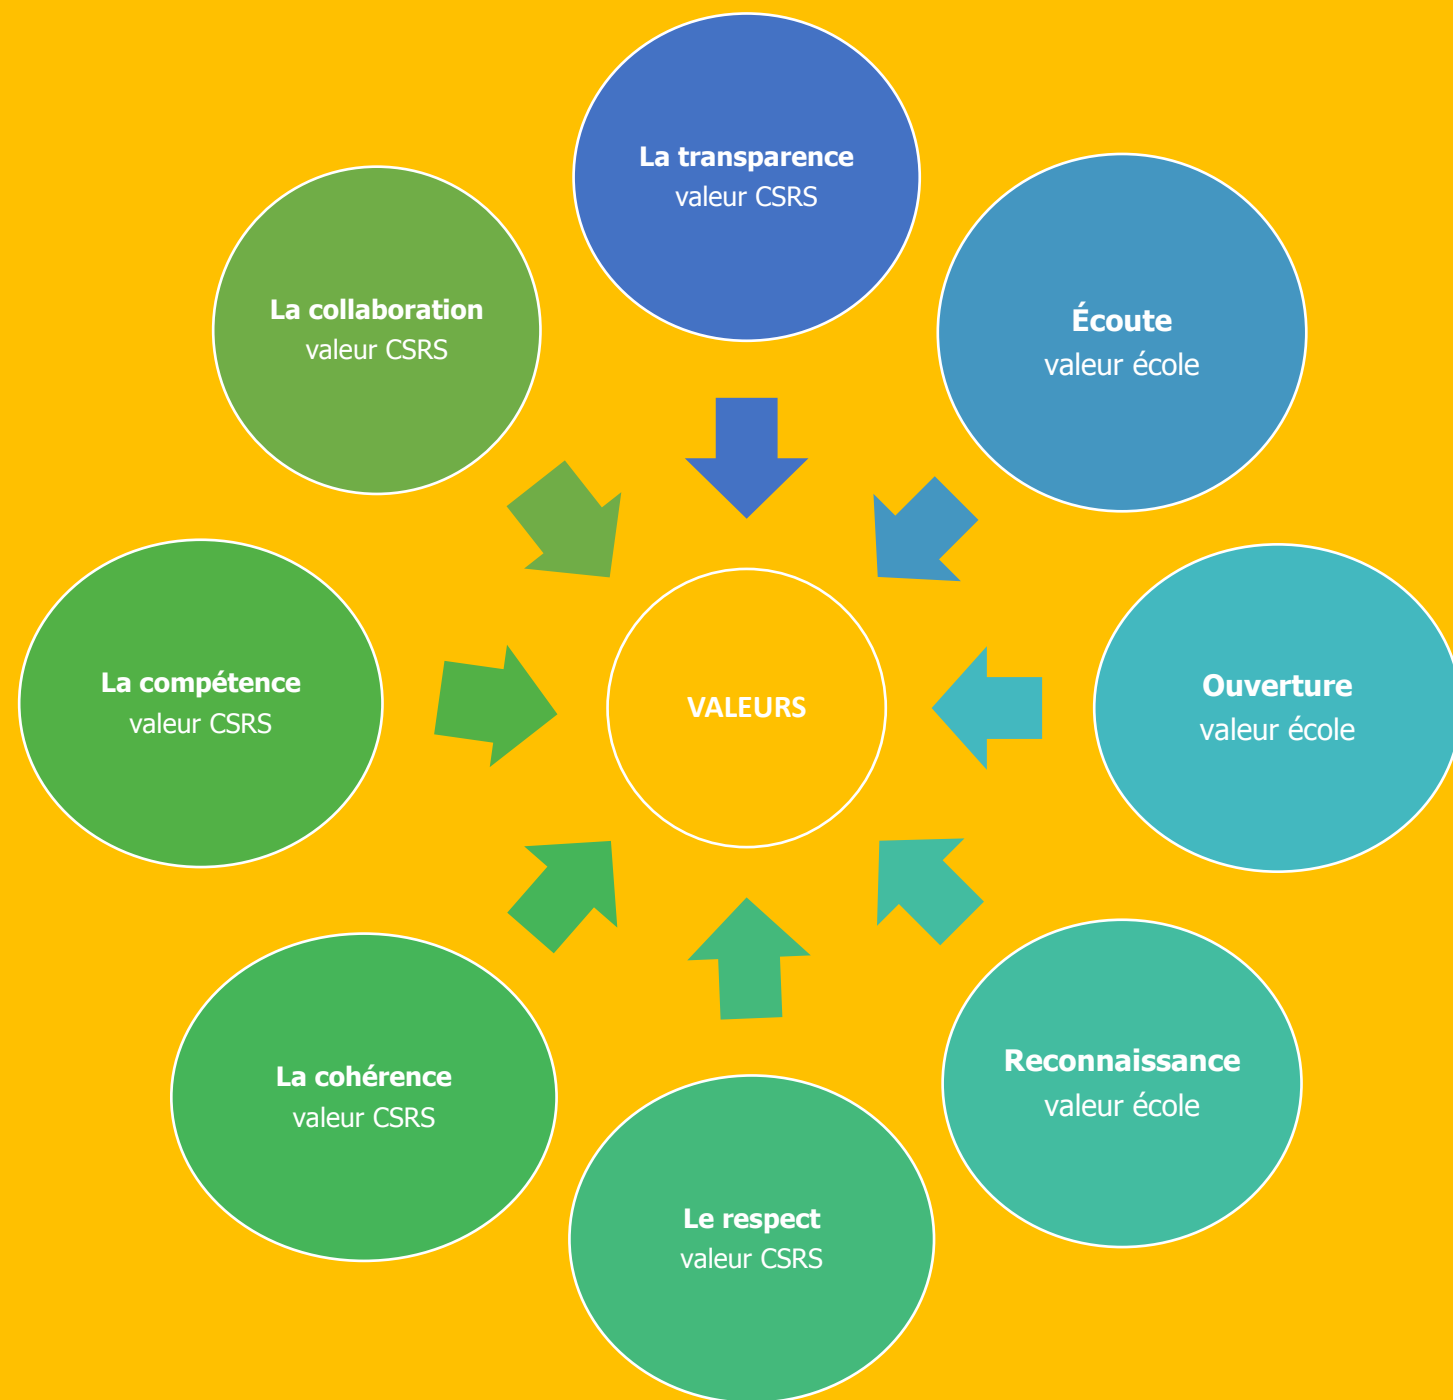 La transparence
valeur CSRS
Écoute
valeur école
Ouverture
valeur école
Reconnaissance
valeur école
Le respect
valeur CSRS
La cohérence
valeur CSRS
La compétence
valeur CSRS
La collaboration
valeur CSRS
VALEURS